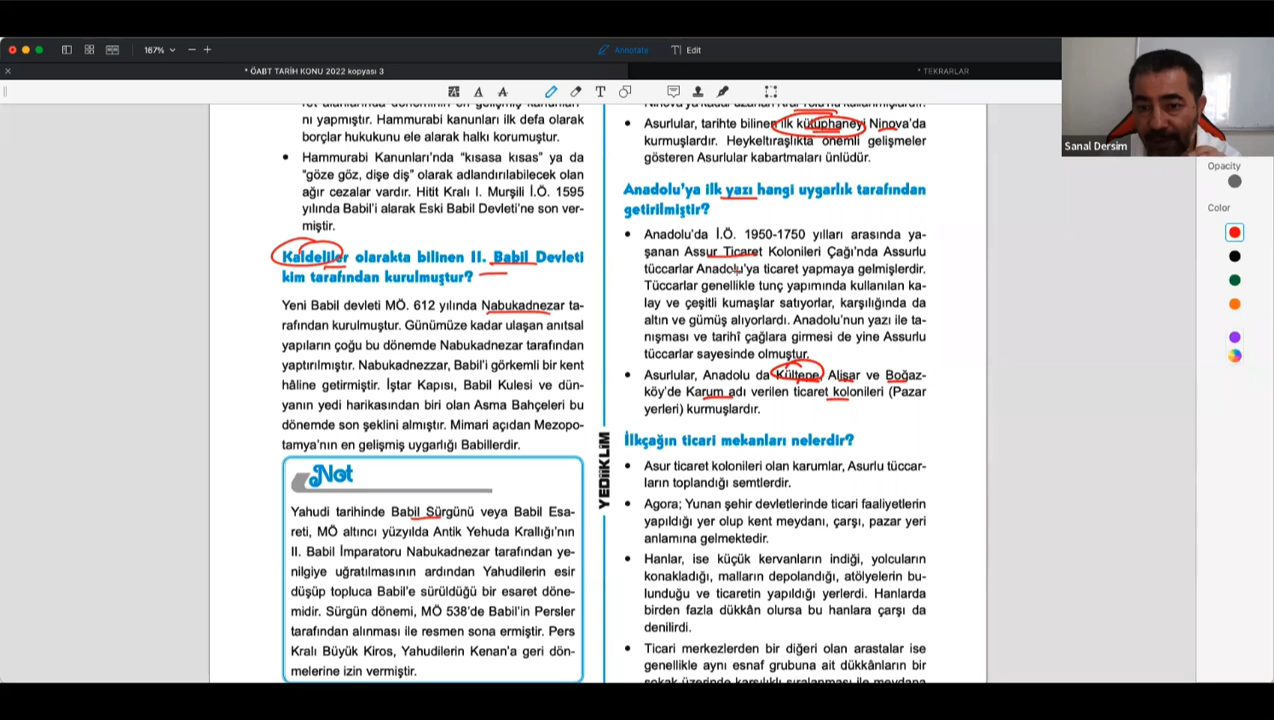 167%
Annotate
Edit
* ÖABT TARİH KONU 2022 kopyası 3
* TEKRARLAR
Sanal Dersim
Opacity
Color
nı yapmıştır. Hammurabi kanunları ilk defa olarak
borçlar hukukunu ele alarak halkı korumuştur.
• Hammurabi Kanunları’nda “kısasa kısas” ya da
“göze göz, dişe diş” olarak adlandırılabilecek olan
ağır cezalar vardır. Hitit Kralı I. Murşili İ.Ö. 1595
yılında Babil’i alarak Eski Babil Devleti’ne son ver-
miştir.
Kaldeliler olarakta bilinen II. Babil Devleti
kim tarafından kurulmuştur?
Yeni Babil devleti MÖ. 612 yılında Nabukadnezar ta-
rafından kurulmuştur. Günümüze kadar ulaşan anıtsal
yapıların çoğu bu dönemde Nabukadnezar tarafından
yaptırılmıştır. Nabukadnezzar, Babil’i görkemli bir kent
hâline getirmiştir. İştar Kapısı, Babil Kulesi ve dün-
yanın yedi harikasından biri olan Asma Bahçeleri bu
dönemde son şeklini almıştır. Mimari açıdan Mezopo-
tamya’nın en gelişmiş uygarlığı Babillerdir.
Not
Yahudi tarihinde Babil Sürgünü veya Babil Esa-
reti, MÖ altıncı yüzyılda Antik Yehuda Krallığı’nın
II. Babil İmparatoru Nabukadnezar tarafından ye-
nilgiye uğratılmasının ardından Yahudilerin esir
düşüp topluca Babil’e sürüldüğü bir esaret döne-
midir. Sürgün dönemi, MÖ 538’de Babil’in Persler
tarafından alınması ile resmen sona ermiştir. Pers
Kralı Büyük Kiros, Yahudilerin Kenan’a geri dön-
melerine izin vermiştir.
YEDİİKLİM
• Asurlular, tarihte bilinen ilk kütüphaneyi Ninova’da
kurmuşlardır. Heykeltıraşlıkta önemli gelişmeler
gösteren Asurlular kabartmaları ünlüdür.
Anadolu’ya ilk yazı hangi uygarlık tarafından
getirilmiştir?
• Anadolu’da İ.Ö. 1950-1750 yılları arasında ya-
şanan Assur Ticaret Kolonileri Çağı’nda Assurlu
tüccarlar Anadolu’ya ticaret yapmaya gelmişlerdir.
Tüccarlar genellikle tunç yapımında kullanılan ka-
lay ve çeşitli kumaşlar satıyorlar, karşılığında da
altın ve gümüş alıyorlardı. Anadolu’nun yazı ile ta-
nışması ve tarihî çağlara girmesi de yine Assurlu
tüccarlar sayesinde olmuştur.
• Asurlular, Anadolu da Kültepe, Alişar ve Boğaz-
köy’de Karum adı verilen ticaret kolonileri (Pazar
yerleri) kurmuşlardır.
İlkçağın ticari mekanları nelerdir?
• Asur ticaret kolonileri olan karumlar, Asurlu tüccar-
ların toplandığı semtlerdir.
• Agora; Yunan şehir devletlerinde ticari faaliyetlerin
yapıldığı yer olup kent meydanı, çarşı, pazar yeri
anlamına gelmektedir.
• Hanlar, ise küçük kervanların indiği, yolcuların
konakladığı, malların depolandığı, atölyelerin bu-
lunduğu ve ticaretin yapıldığı yerlerdi. Hanlarda
birden fazla dükkân olursa bu hanlara çarşı da
denilirdi.
• Ticari merkezlerden bir diğeri olan arastalar ise
genellikle aynı esnaf grubuna ait dükkânların bir